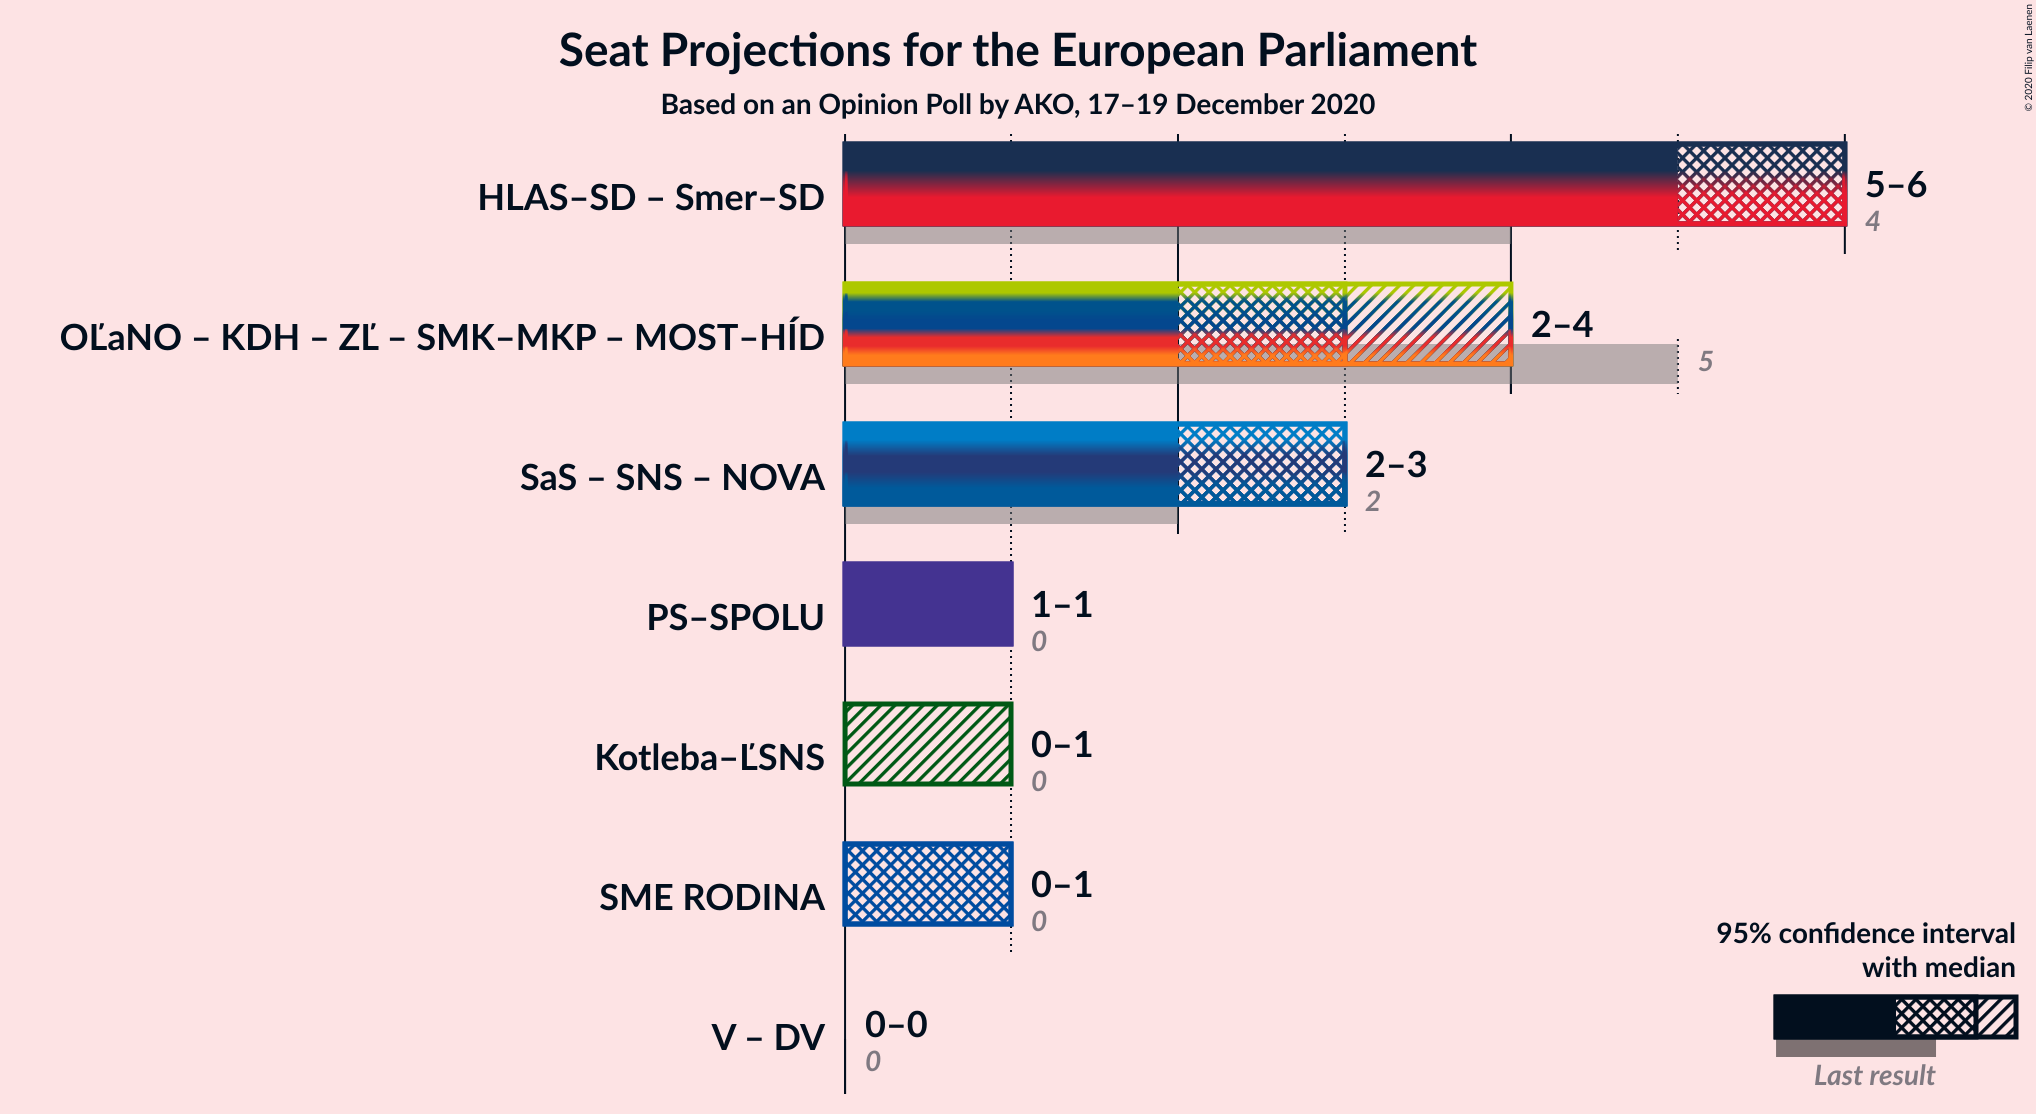 Seat Projections for the European Parliament
Based on an Opinion Poll by AKO, 17–19 December 2020
© 2020 Filip van Laenen
HLAS–SD – Smer–SD
5–6
4
OĽaNO – KDH – ZĽ – SMK–MKP – MOST–HÍD
2–4
5
SaS – SNS – NOVA
2–3
2
PS–SPOLU
1–1
0
Kotleba–ĽSNS
0–1
0
SME RODINA
0–1
0
V – DV
0–0
0
95% confidence interval
with median
Last result